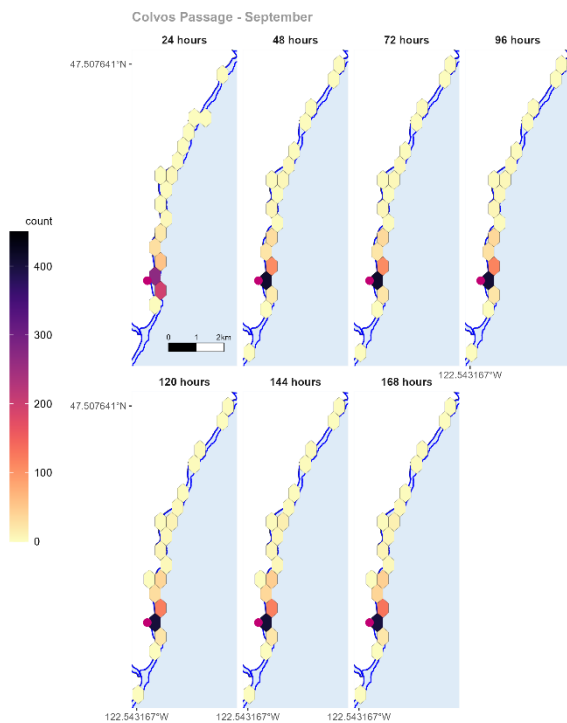 Colvos Passage - September
24 hours 48 hours 72 hours 96 hours
47.507641°N
count
400
300
200
100
0
0 1 2km
122.543167°W
120 hours 144 hours 168 hours
47.507641°N
122.543167°W 122.543167°W 122.543167°W